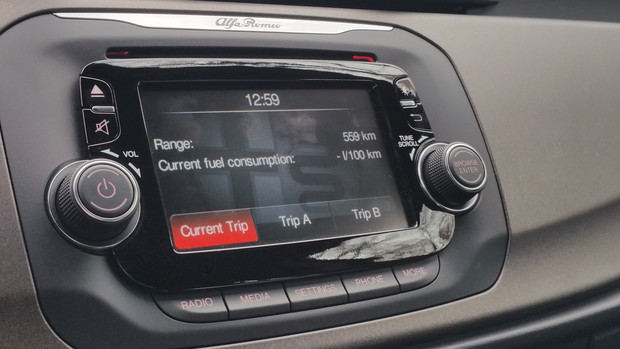 Alfa Romeo
12:59
Range: 559 km
Current fuel consumption: - l/100 km
Current Trip Trip A Trip B
VOL
TUNE
SCROLL
BROWSE
ENTER
RADIO MEDIA SETTINGS PHONE MORE